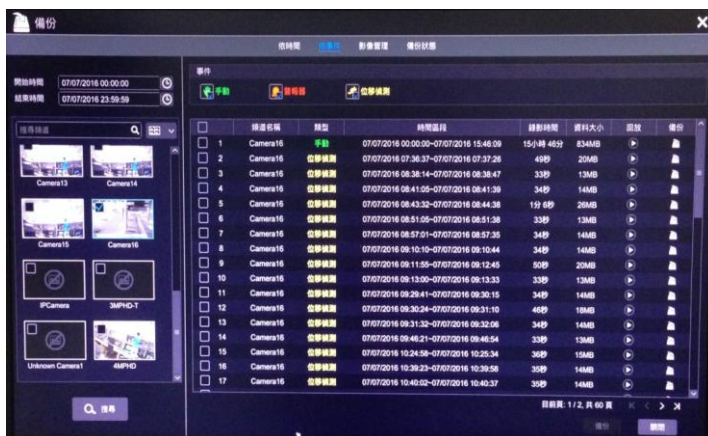 備份
依時間 依事件 影像管理 備份狀態
開始時間 07/07/2016 00:00:00
結束時間 07/07/2016 23:59:59
事件
手動 警報器 位移偵測
搜尋頻道
Camera13 Camera14
Camera15 Camera16
IPCamera 3MPHD-T
Unknown Camera1 4MPHD
搜尋
頻道名稱 類型 時間區段 錄影時間 資料大小 回放 備份
1 Camera16 手動 07/07/2016 00:00:00~07/07/2016 15:46:09 15小時 46分 834MB
2 Camera16 位移偵測 07/07/2016 07:36:37~07/07/2016 07:37:26 49秒 20MB
3 Camera16 位移偵測 07/07/2016 08:38:14~07/07/2016 08:38:47 33秒 13MB
4 Camera16 位移偵測 07/07/2016 08:41:05~07/07/2016 08:41:39 34秒 14MB
5 Camera16 位移偵測 07/07/2016 08:43:32~07/07/2016 08:44:38 1分 6秒 26MB
6 Camera16 位移偵測 07/07/2016 08:51:05~07/07/2016 08:51:38 33秒 13MB
7 Camera16 位移偵測 07/07/2016 08:57:01~07/07/2016 08:57:35 34秒 14MB
8 Camera16 位移偵測 07/07/2016 09:10:10~07/07/2016 09:10:44 34秒 14MB
9 Camera16 位移偵測 07/07/2016 09:11:55~07/07/2016 09:12:45 50秒 20MB
10 Camera16 位移偵測 07/07/2016 09:13:00~07/07/2016 09:13:33 33秒 13MB
11 Camera16 位移偵測 07/07/2016 09:29:41~07/07/2016 09:30:15 34秒 14MB
12 Camera16 位移偵測 07/07/2016 09:30:24~07/07/2016 09:31:10 46秒 18MB
13 Camera16 位移偵測 07/07/2016 09:31:32~07/07/2016 09:32:06 34秒 14MB
14 Camera16 位移偵測 07/07/2016 09:46:21~07/07/2016 09:46:54 33秒 13MB
15 Camera16 位移偵測 07/07/2016 10:24:58~07/07/2016 10:25:34 36秒 15MB
16 Camera16 位移偵測 07/07/2016 10:39:23~07/07/2016 10:39:58 35秒 14MB
17 Camera16 位移偵測 07/07/2016 10:40:02~07/07/2016 10:40:37 35秒 14MB
目前頁: 1/2, 共 60 頁
備份 關閉